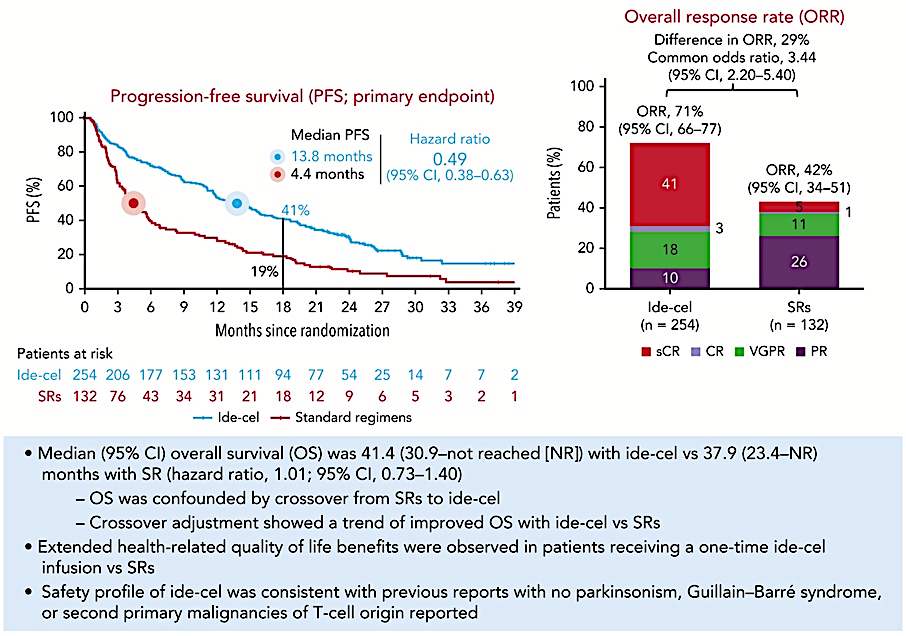 Progression-free survival (PFS; primary endpoint)
PFS (%)
100
80
60
40
20
0
Median PFS
13.8 months
4.4 months
Hazard ratio
0.49
(95% CI, 0.38–0.63)
41%
19%
0 3 6 9 12 15 18 21 24 27 30 33 36 39
Months since randomization
Patients at risk
Ide-cel 254 206 177 153 131 111 94 77 54 25 14 7 7 2
SRs 132 76 43 34 31 21 18 12 9 6 5 3 2 1
Ide-cel Standard regimens
Overall response rate (ORR)
Difference in ORR, 29%
Common odds ratio, 3.44
(95% CI, 2.20–5.40)
Patients (%)
100
80
60
40
20
0
ORR, 71%
(95% CI, 66–77)
41
3
18
10
ORR, 42%
(95% CI, 34–51)
5
1
11
26
Ide-cel
(n = 254)
SRs
(n = 132)
sCR CR VGPR PR
• Median (95% CI) overall survival (OS) was 41.4 (30.9–not reached [NR]) with ide-cel vs 37.9 (23.4–NR)
months with SR (hazard ratio, 1.01; 95% CI, 0.73–1.40)
– OS was confounded by crossover from SRs to ide-cel
– Crossover adjustment showed a trend of improved OS with ide-cel vs SRs
• Extended health-related quality of life benefits were observed in patients receiving a one-time ide-cel
infusion vs SRs
• Safety profile of ide-cel was consistent with previous reports with no parkinsonism, Guillain–Barré syndrome,
or second primary malignancies of T-cell origin reported